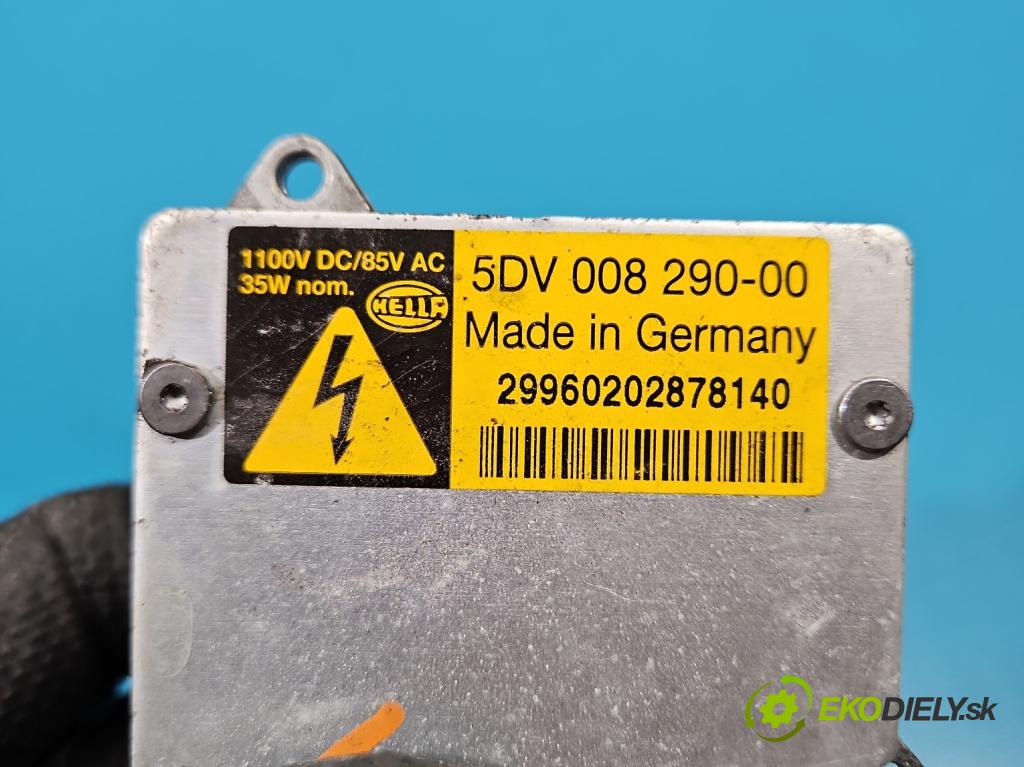 1100V DC/85V AC
35W nom.
HELLA
5DV 008 290-00
Made in Germany
29960202878140
EKODIELY.sk